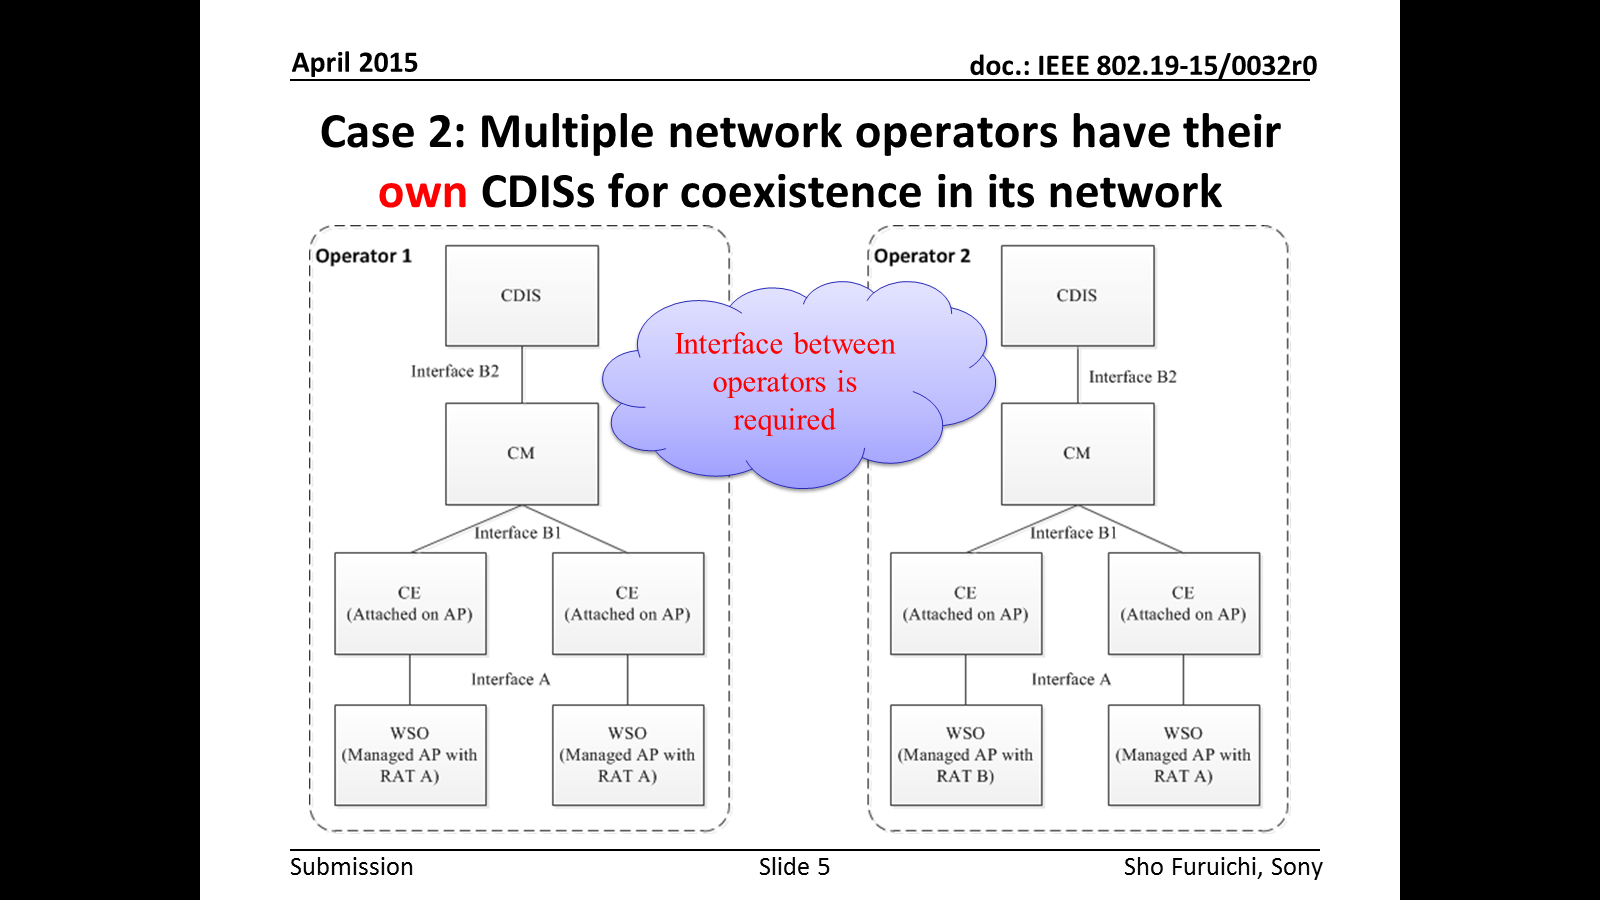 April 2015
doc.: IEEE 802.19-15/0032r0
Case 2: Multiple network operators have their
own CDISs for coexistence in its network
Operator 1
CDIS
Interface B2
CM
Interface B1
CE
(Attached on AP)
CE
(Attached on AP)
Interface A
WSO
(Managed AP with
RAT A)
WSO
(Managed AP with
RAT A)
Interface between
operators is
required
Operator 2
CDIS
Interface B2
CM
Interface B1
CE
(Attached on AP)
CE
(Attached on AP)
Interface A
WSO
(Managed AP with
RAT B)
WSO
(Managed AP with
RAT A)
Submission
Slide 5
Sho Furuichi, Sony